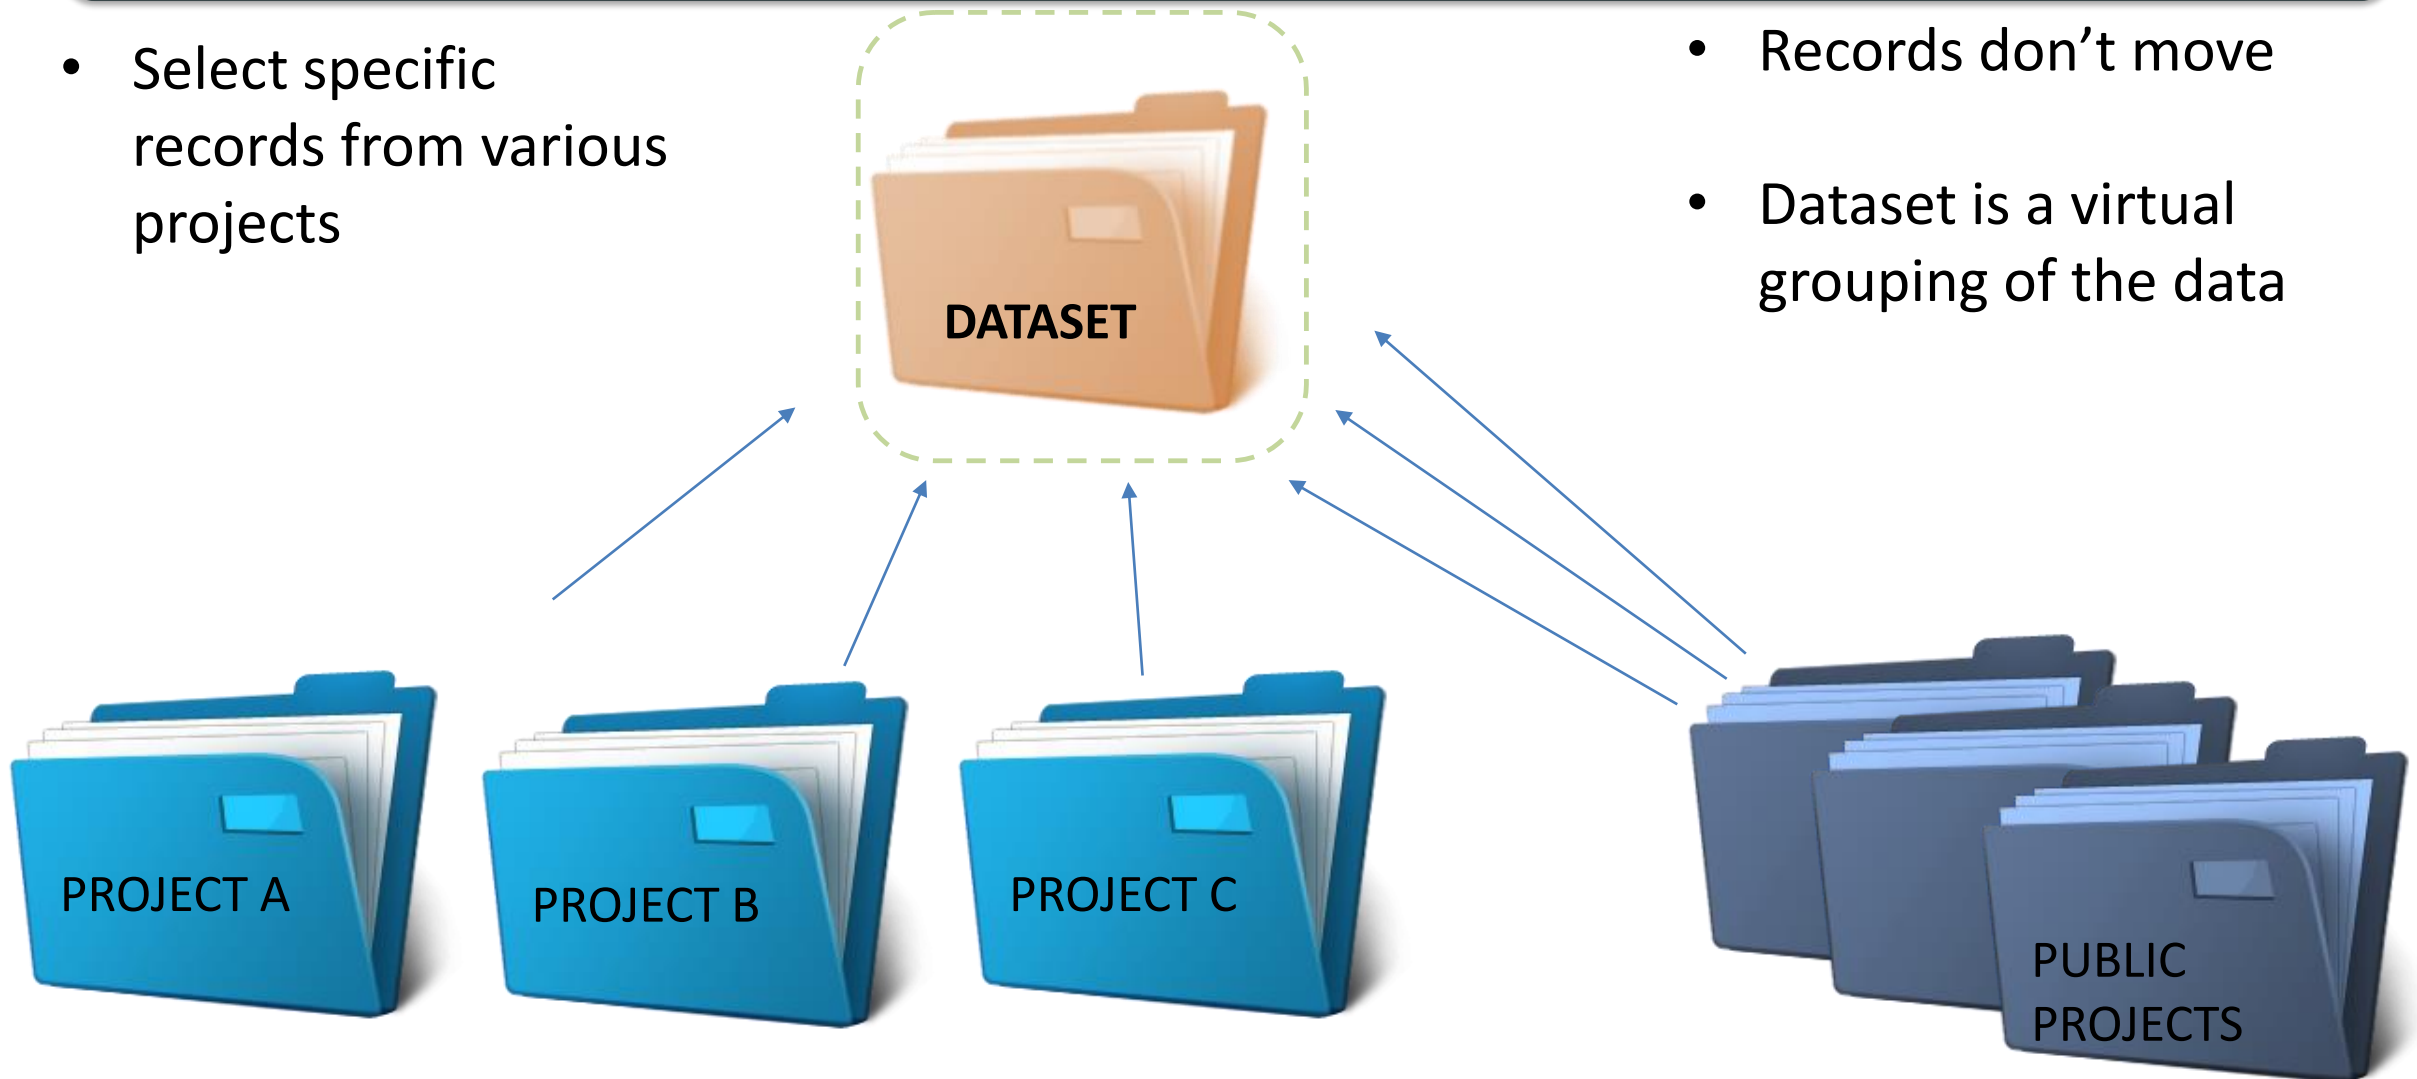 • Select specific
records from various
projects
• Records don’t move
• Dataset is a virtual
grouping of the data
DATASET
PROJECT A
PROJECT B
PROJECT C
PUBLIC
PROJECTS